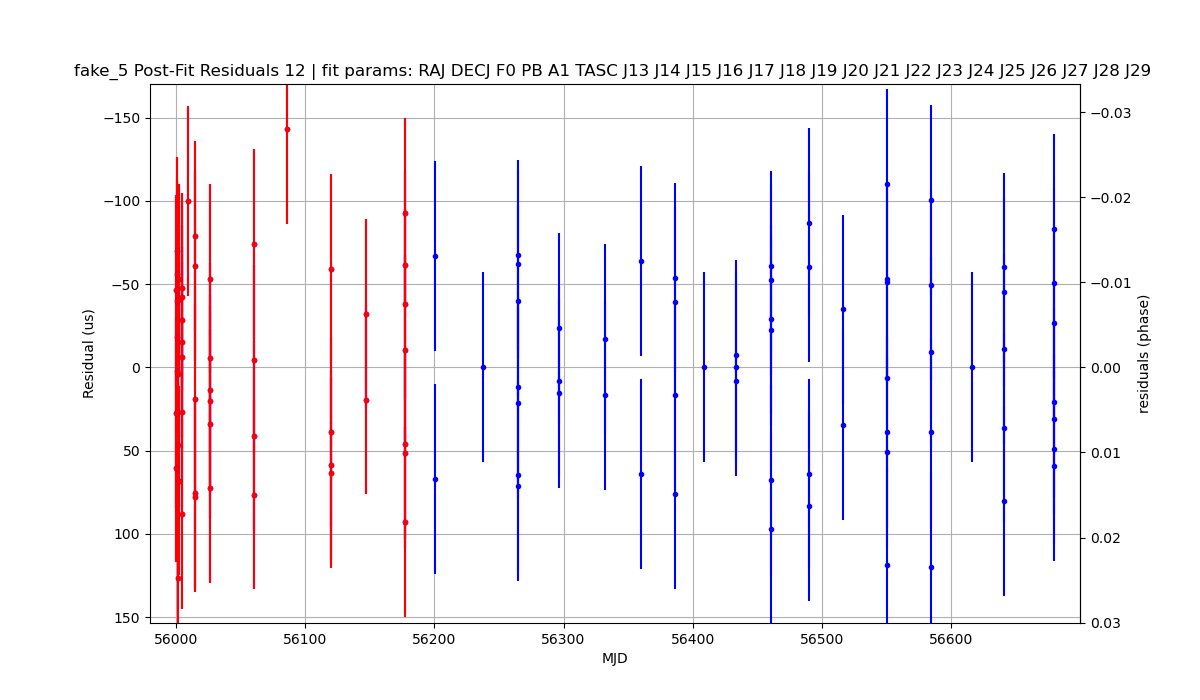 fake_5 Post-Fit Residuals 12 | fit params: RAJ DECJ F0 PB A1 TASC J13 J14 J15 J16 J17 J18 J19 J20 J21 J22 J23 J24 J25 J26 J27 J28 J29
−150
−100
−50
0
50
100
150
Residual (us)
−0.03
−0.02
−0.01
0.00
0.01
0.02
0.03
residuals (phase)
56000 56100 56200 56300 56400 56500 56600
MJD